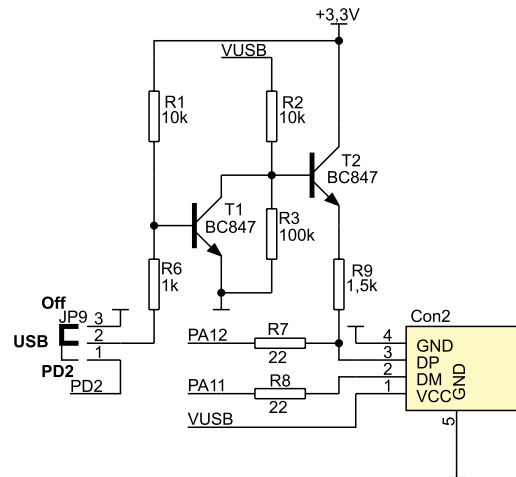 +3,3V
VUSB
R1
10k
R2
10k
T2
BC847
T1
BC847
R3
100k
R6
1k
R9
1,5k
Off
JP9
3
USB
2
1
PD2
PD2
PA12
R7
22
PA11
R8
22
VUSB
Con2
4 GND
3 DP
2 DM
1 VCC
GND
5